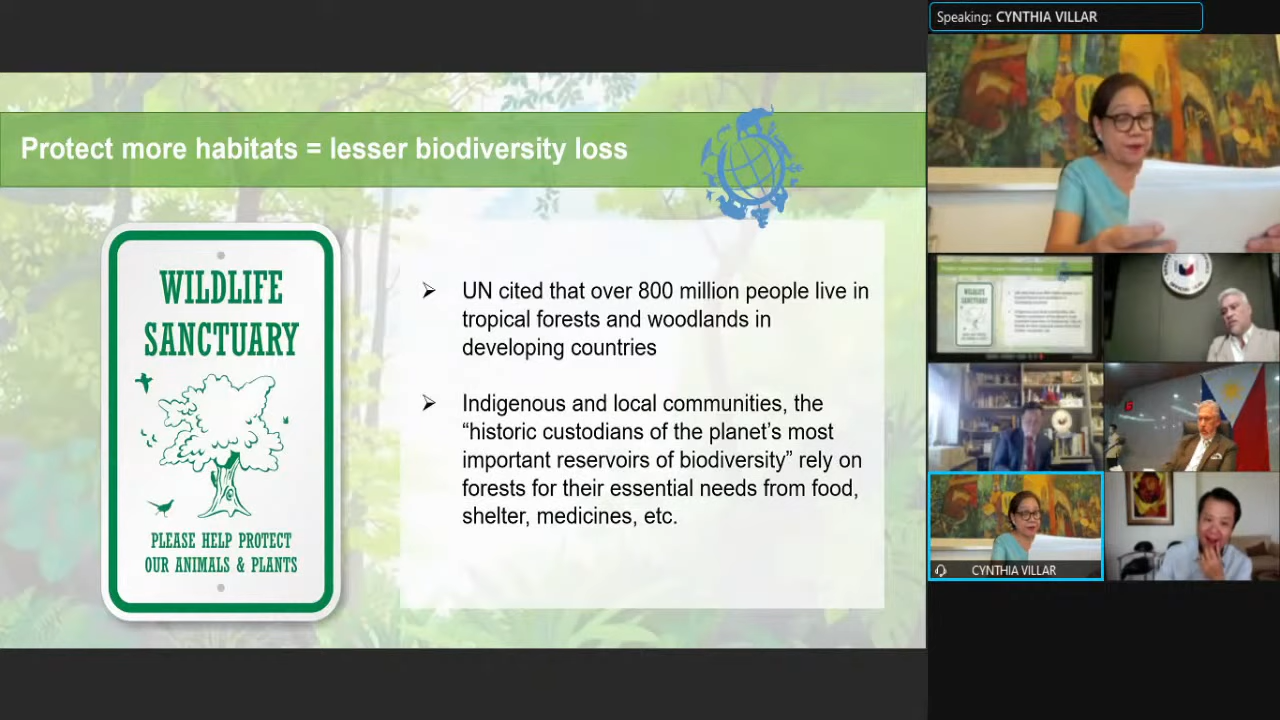 Speaking: CYNTHIA VILLAR
Protect more habitats = lesser biodiversity loss
WILDLIFE
SANCTUARY
PLEASE HELP PROTECT
OUR ANIMALS & PLANTS
➢ UN cited that over 800 million people live in
tropical forests and woodlands in
developing countries
➢ Indigenous and local communities, the
“historic custodians of the planet’s most
important reservoirs of biodiversity” rely on
forests for their essential needs from food,
shelter, medicines, etc.
CYNTHIA VILLAR